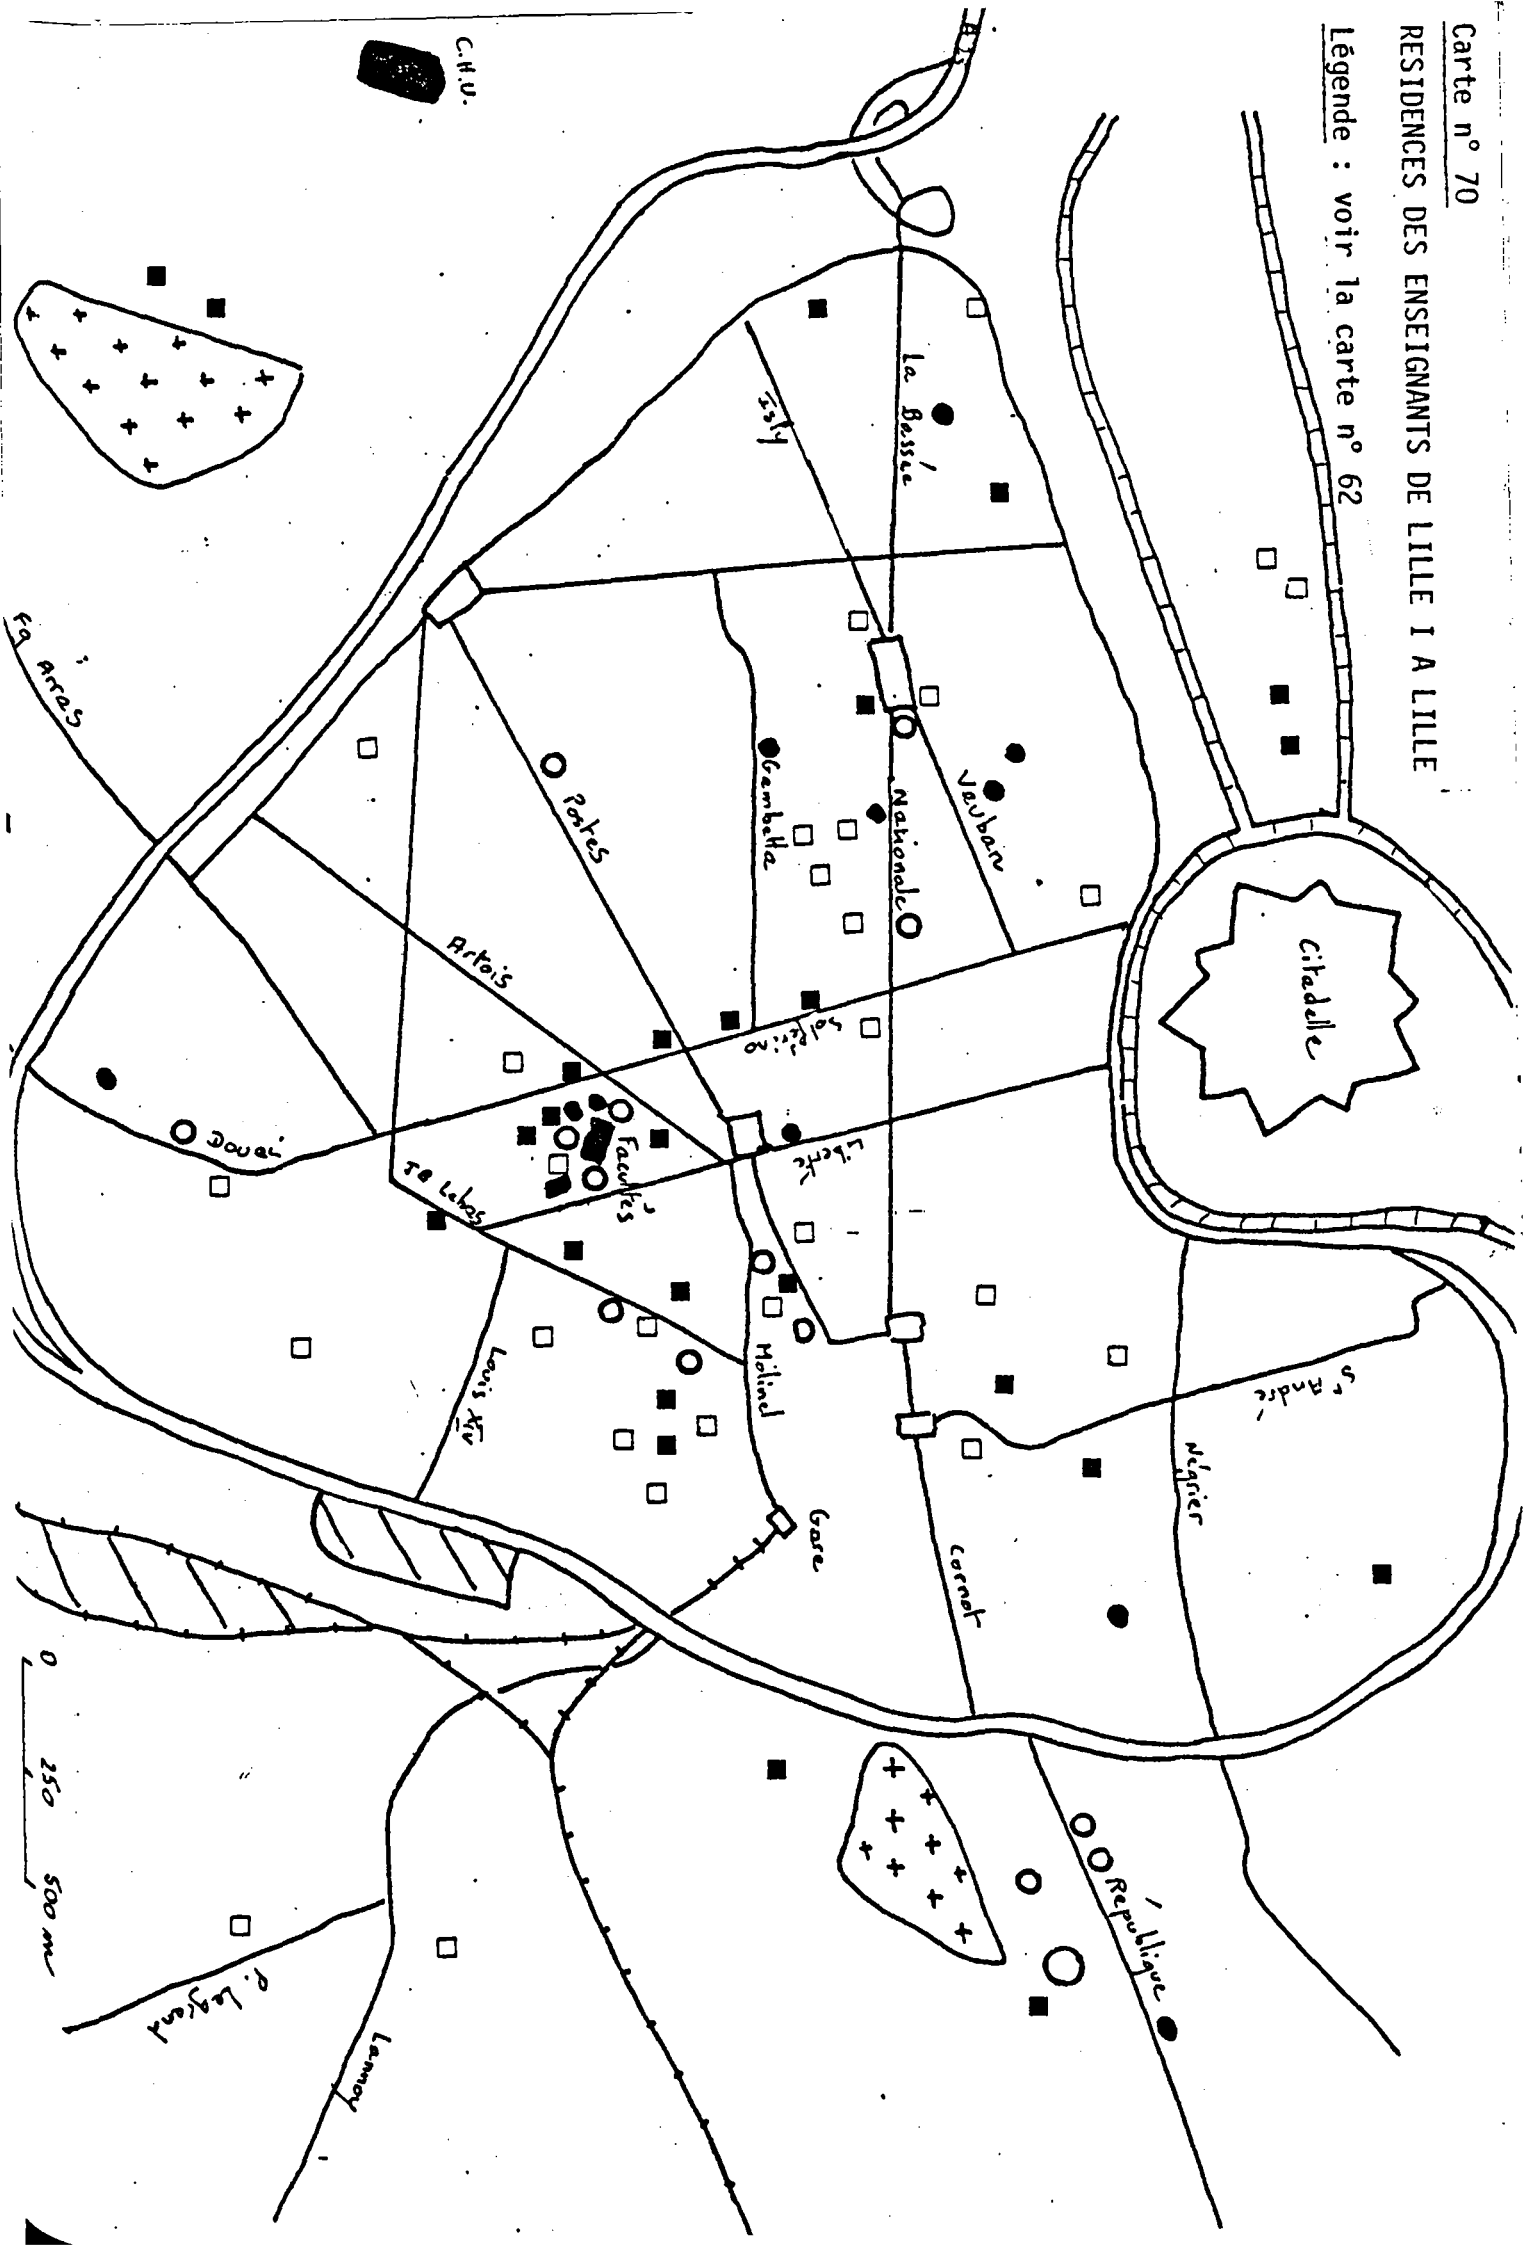 Carte n° 70
RESIDENCES DES ENSEIGNANTS DE LILLE I A LILLE
Légende : voir la carte n° 62
C.H.U.
La Bassée
Isly
Citadelle
Vauban
Nationale
Gambetta
Postes
Fg Arras
Artois
Solférino
Liberté
Facultés
Douai
JB Lebas
St André
Négrier
Molinel
Louis XIV
Gare
Carnot
République
P. Legrand
Lannoy
0 250 500 m